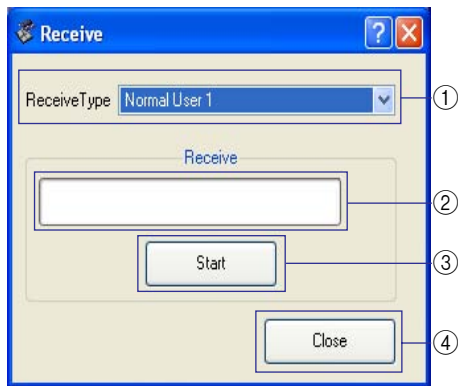 Receive
ReceiveType Normal User 1 ①
Receive
②
Start ③
Close ④